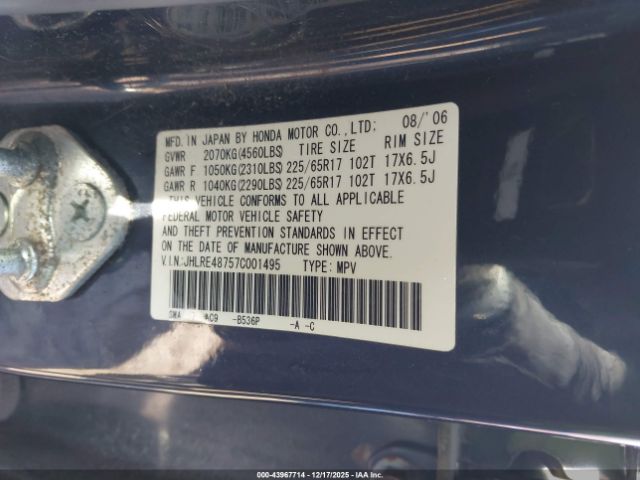 MFD. IN JAPAN BY HONDA MOTOR CO.,LTD: 08/'06
GVWR 2070KG(4560LBS) TIRE SIZE RIM SIZE
GAWR F 1050KG(2310LBS) 225/65R17 102T 17X6.5J
GAWR R 1040KG(2290LBS) 225/65R17 102T 17X6.5J
THIS VEHICLE CONFORMS TO ALL APPLICABLE
FEDERAL MOTOR VEHICLE SAFETY
AND THEFT PREVENTION STANDARDS IN EFFECT
ON THE DATE OF MANUFACTURE SHOWN ABOVE.
V.I.N.:JHLRE48757C001495 TYPE: MPV
SWA -B536P -A -C
000-43967714 - 12/17/2025 - IAA Inc.